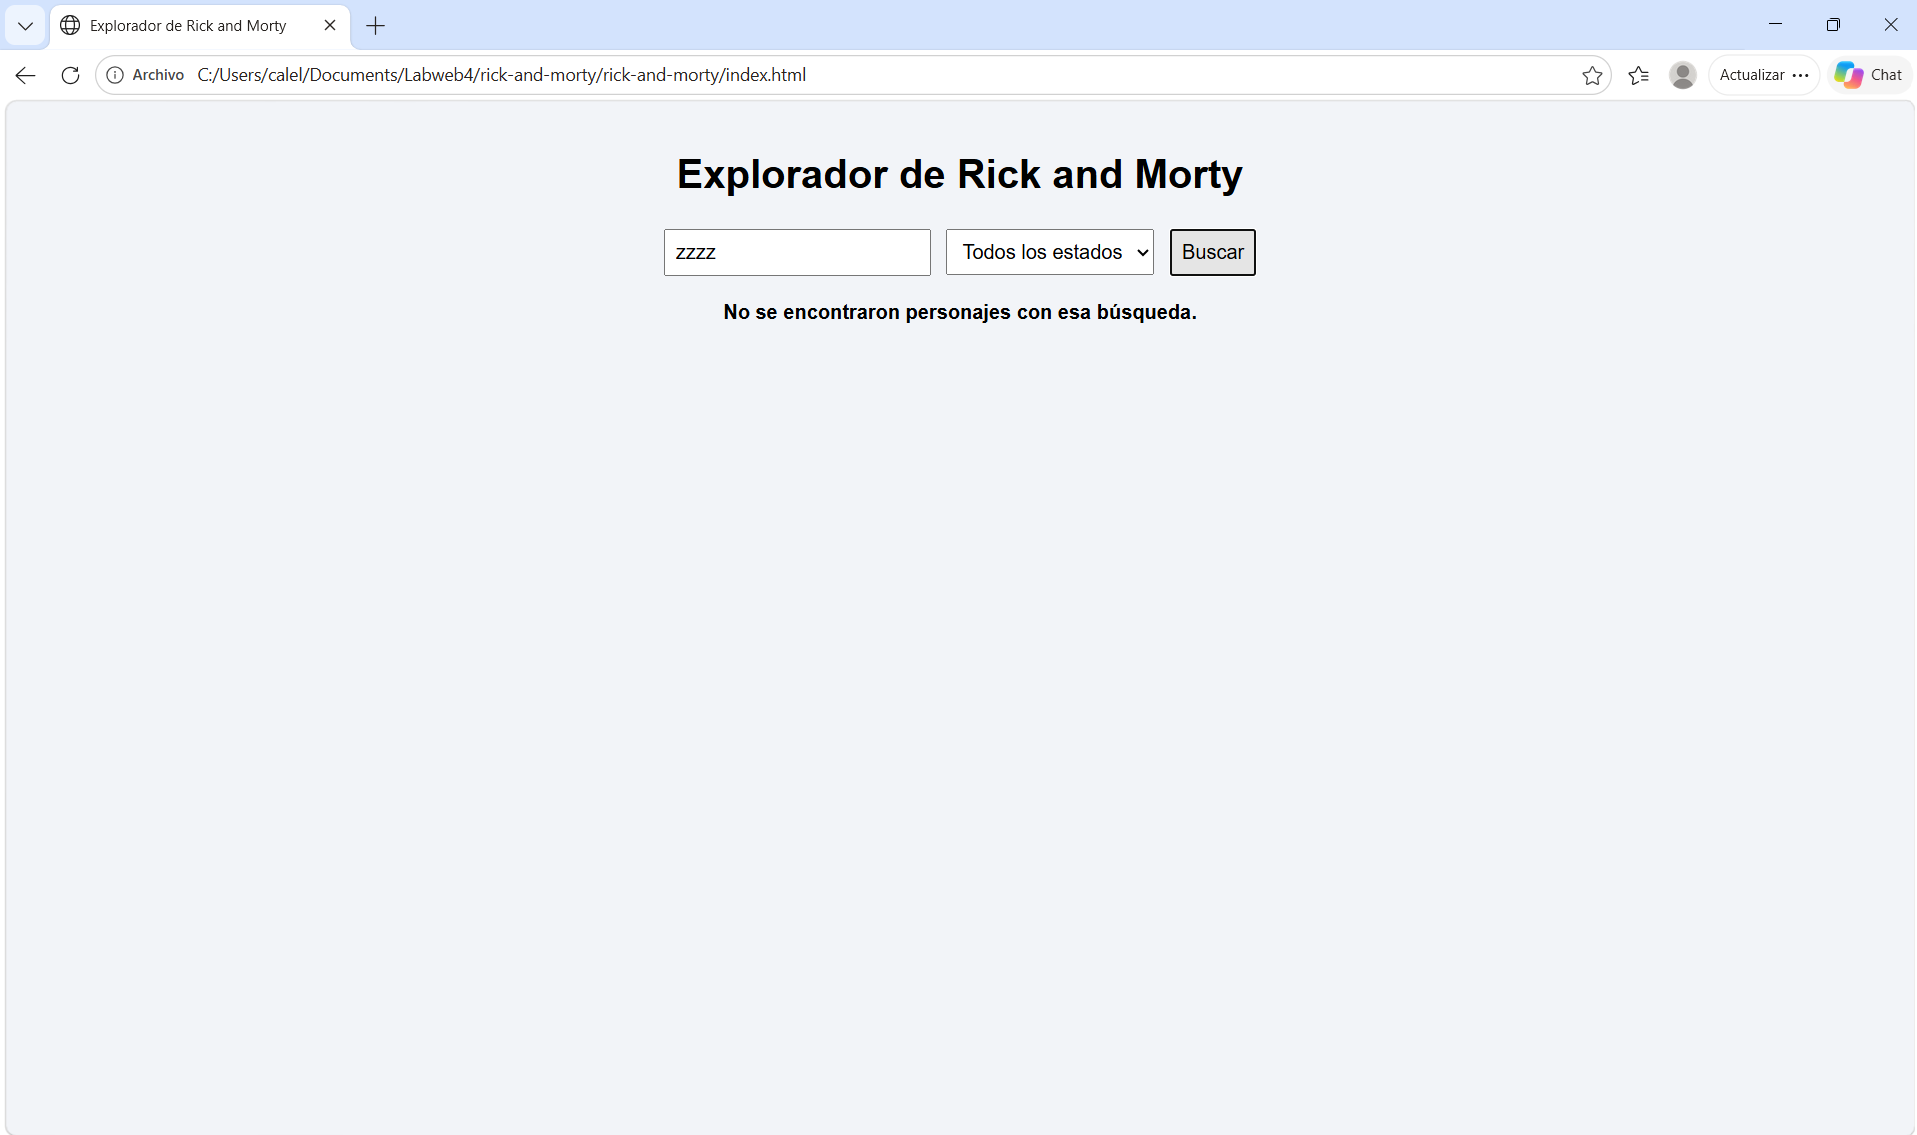 Explorador de Rick and Morty
Archivo C:/Users/calel/Documents/Labweb4/rick-and-morty/rick-and-morty/index.html Actualizar Chat
Explorador de Rick and Morty
zzzz Todos los estados Buscar
No se encontraron personajes con esa búsqueda.